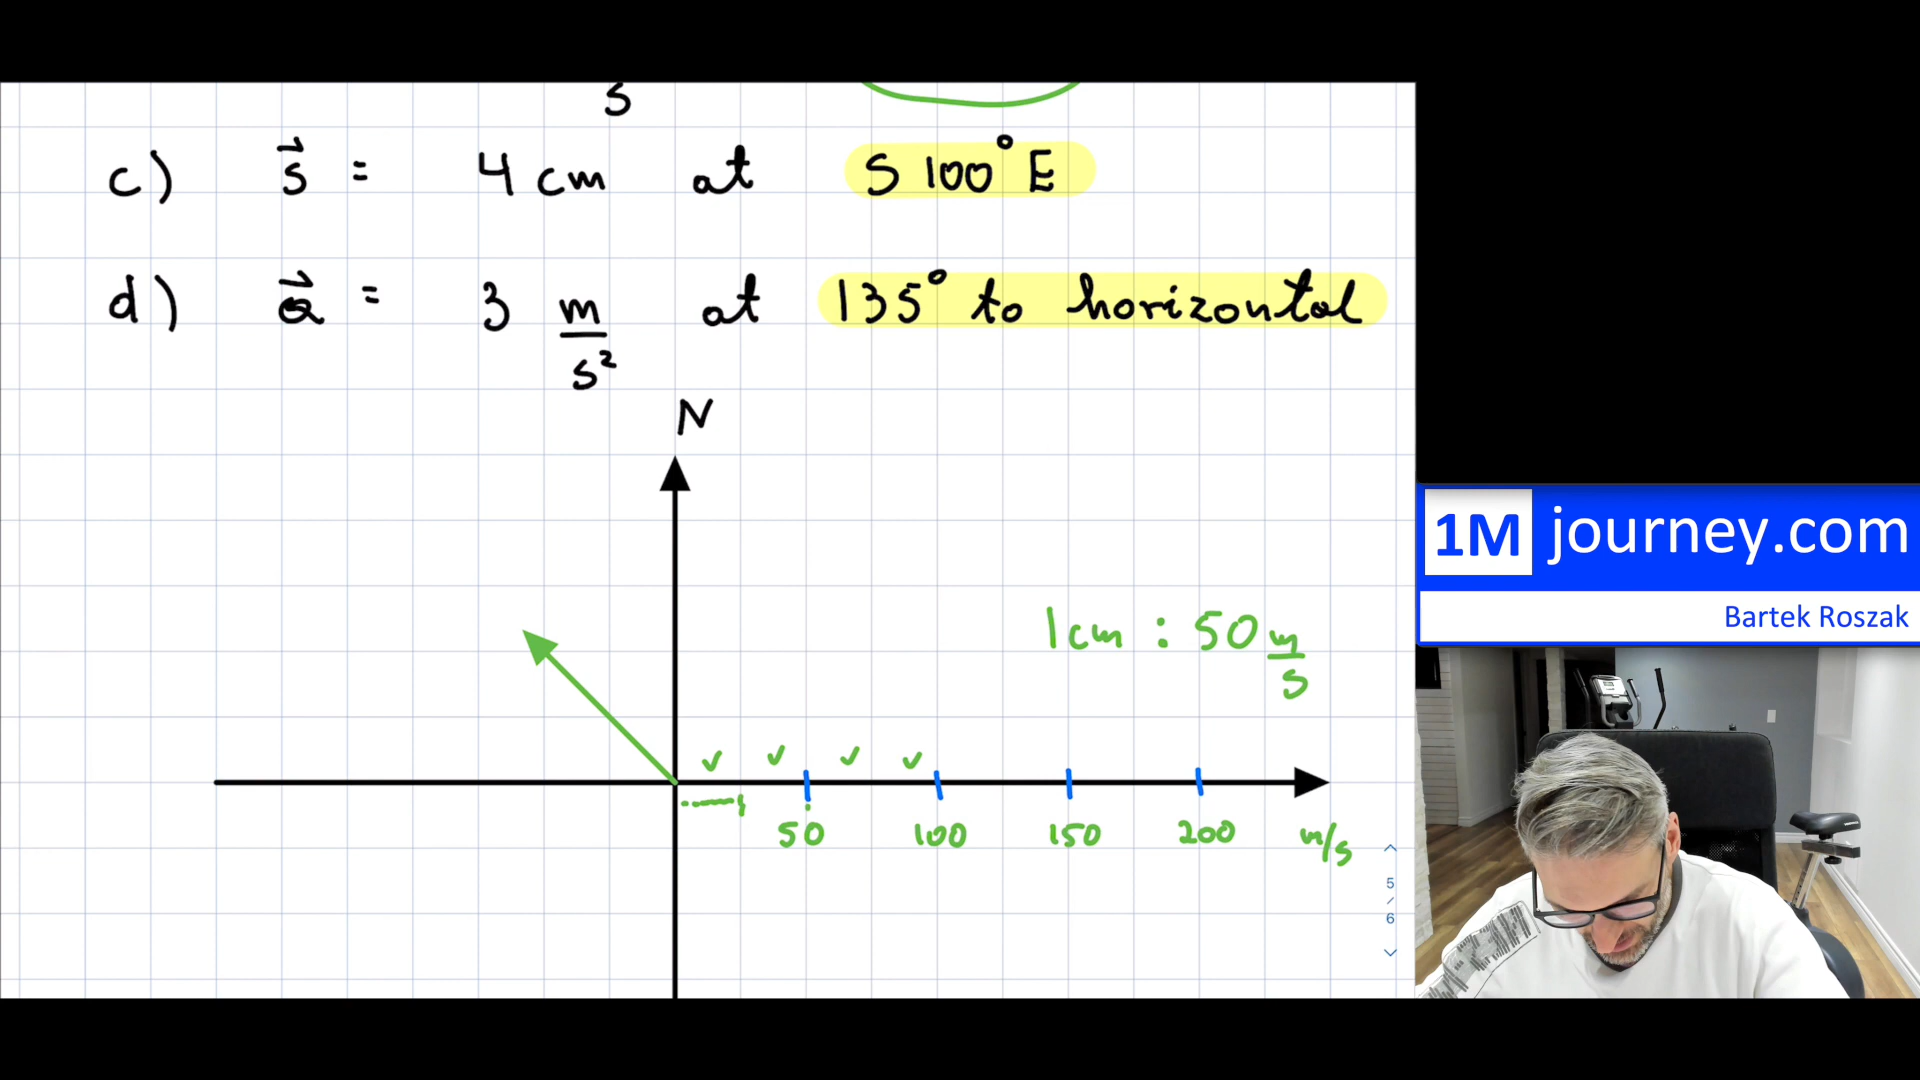 s
c) s⃗ = 4 cm at S 100° E
d) a⃗ = 3 m/s² at 135° to horizontal
N
1cm : 50 m/s
50 100 150 200 m/s
5
/
6
1M journey.com
Bartek Roszak